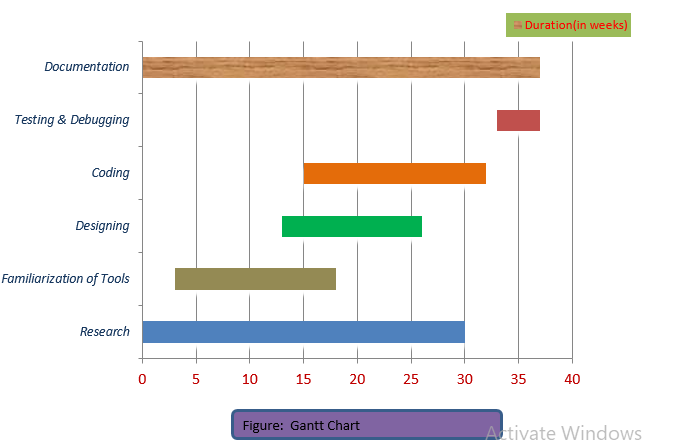 Duration(in weeks)
Documentation
Testing & Debugging
Coding
Designing
Familiarization of Tools
Research
0 5 10 15 20 25 30 35 40
Figure: Gantt Chart
Activate Windows